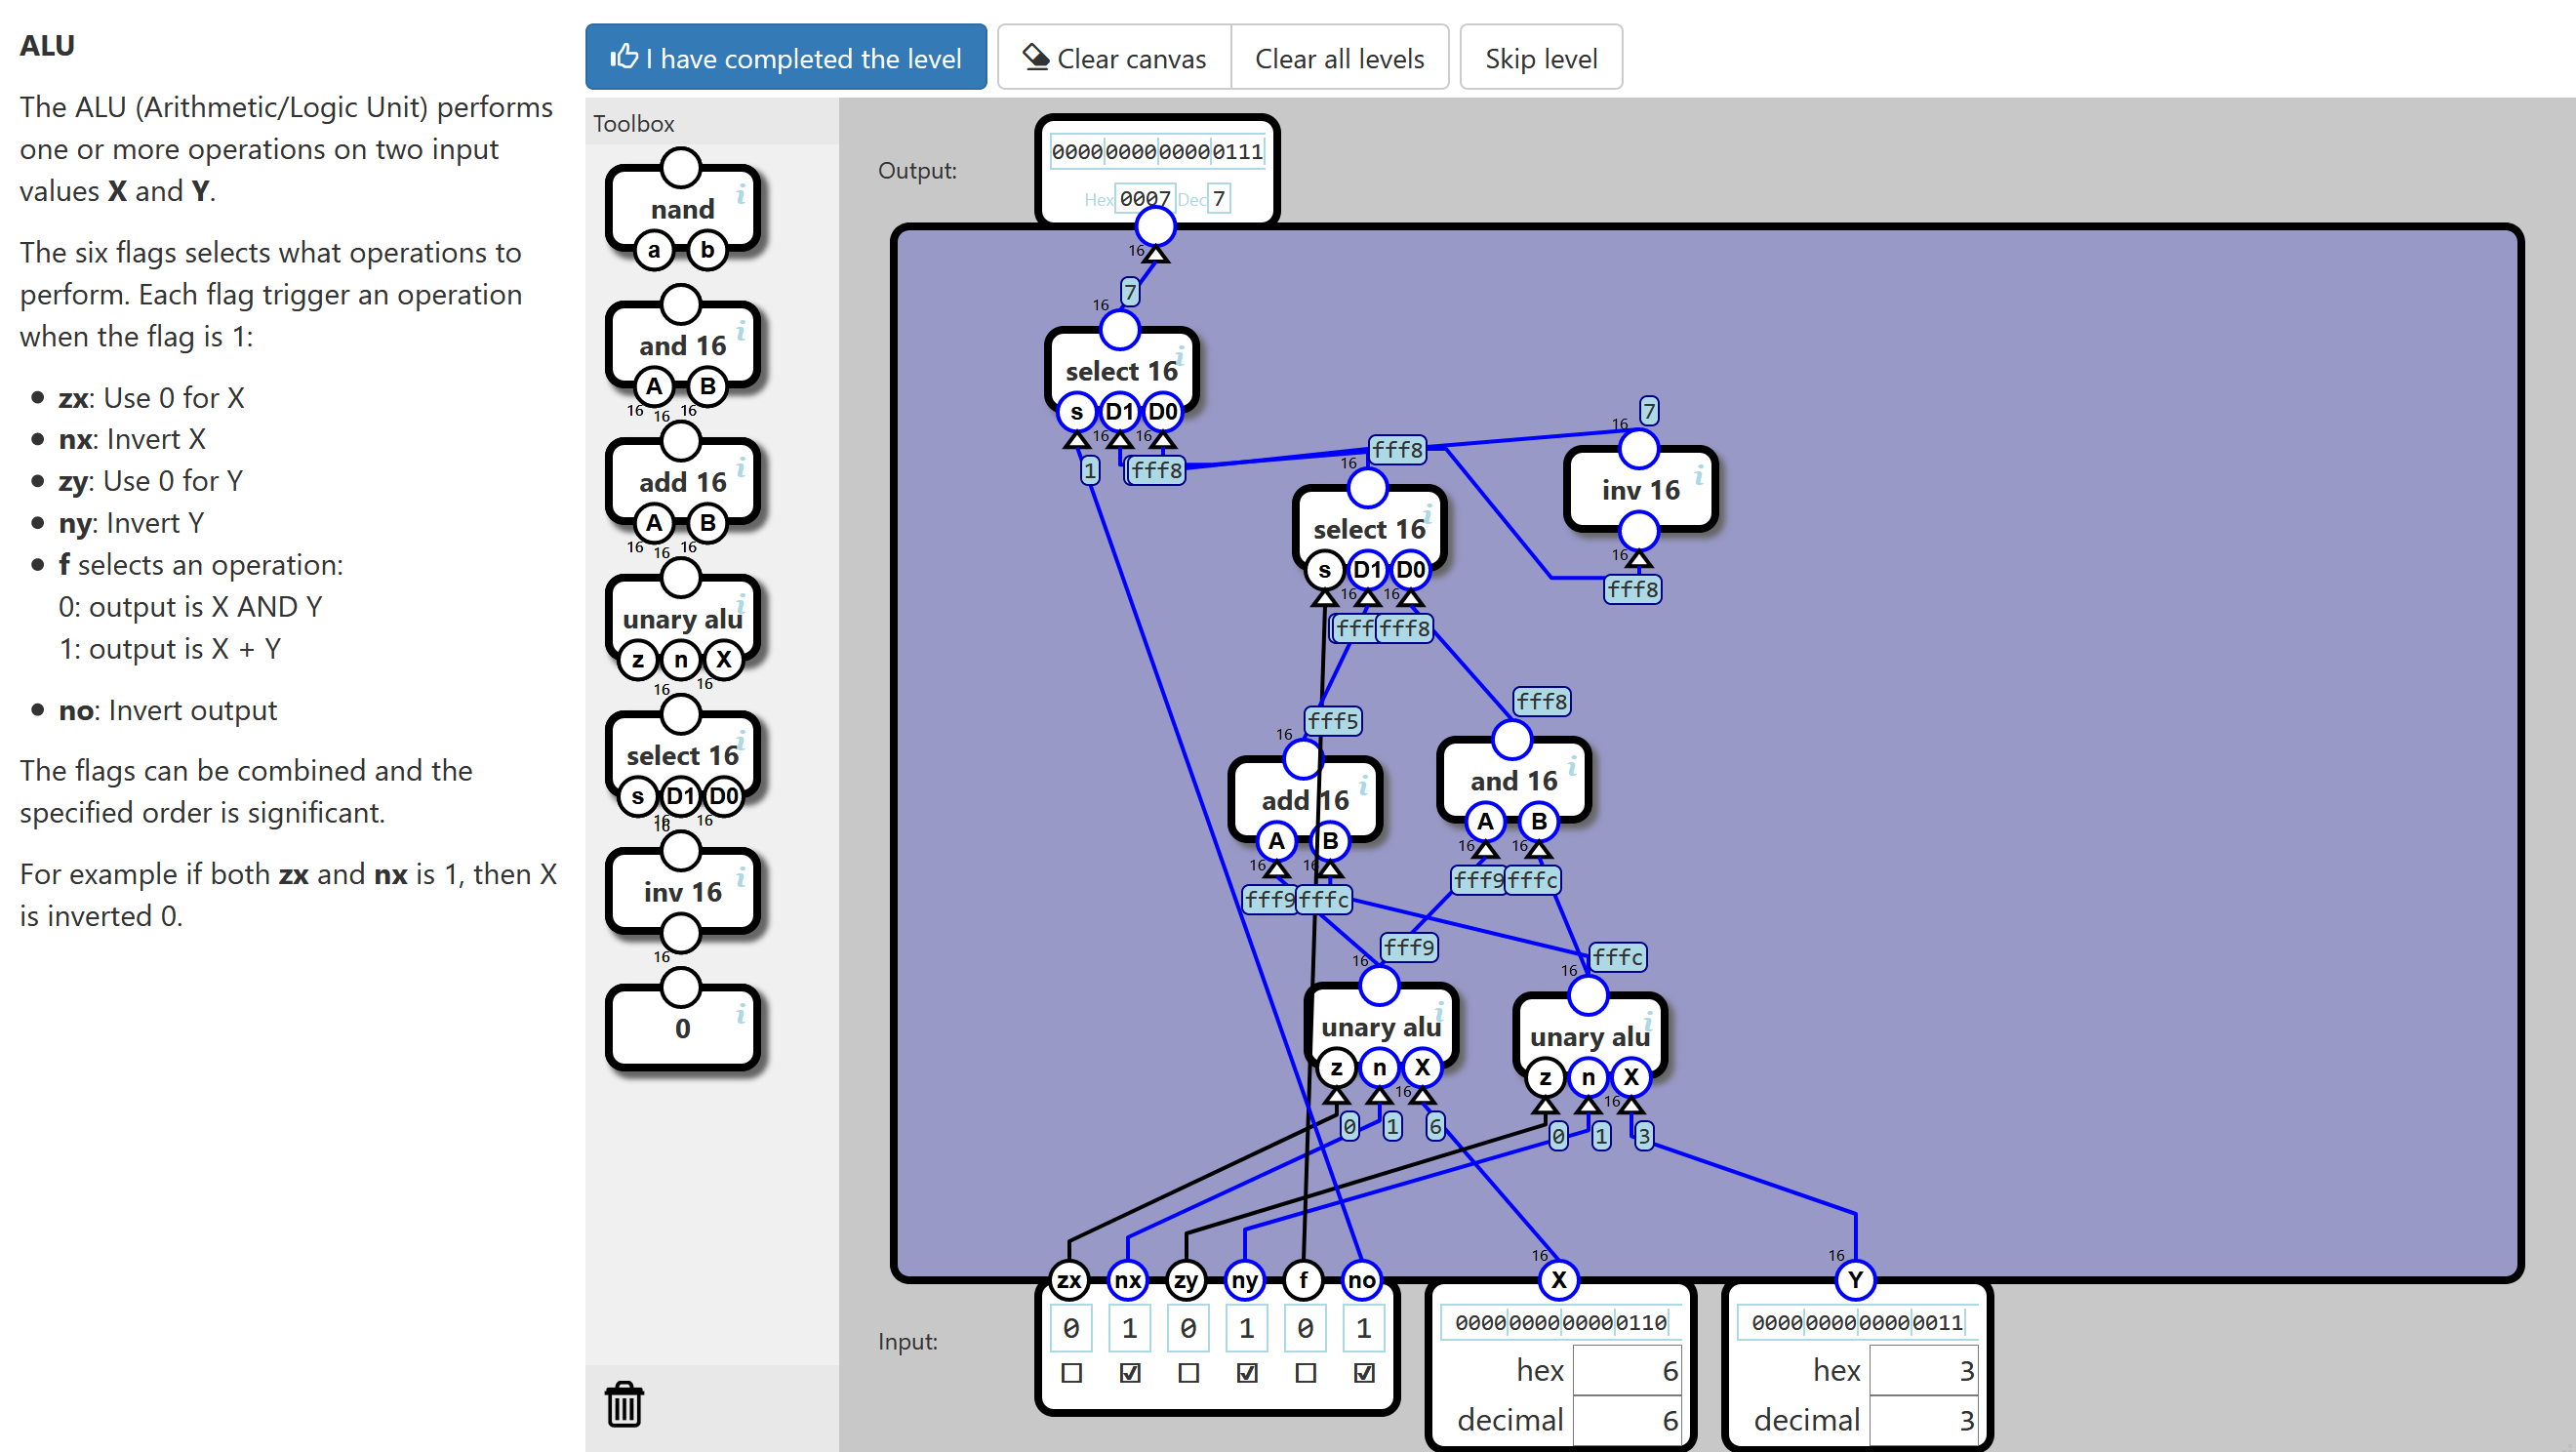 ALU
The ALU (Arithmetic/Logic Unit) performs
one or more operations on two input
values X and Y.
The six flags selects what operations to
perform. Each flag trigger an operation
when the flag is 1:
zx: Use 0 for X
nx: Invert X
zy: Use 0 for Y
ny: Invert Y
f selects an operation:
0: output is X AND Y
1: output is X + Y
no: Invert output
The flags can be combined and the
specified order is significant.
For example if both zx and nx is 1, then X
is inverted 0.
I have completed the level
Clear canvas
Clear all levels
Skip level
Toolbox
nand
i
a b
and 16
i
A B
16 16 16
add 16
i
A B
16 16 16
unary alu
i
z n X
16 16
select 16
i
s D1 D0
16 16 16
inv 16
i
16
0
i
Output:
0000 0000 0000 0111
Hex 0007 Dec 7
16
7
16
select 16
i
s D1 D0
16 16
1 fff8
fff8
16
7
16
inv 16
i
16
fff8
select 16
i
s D1 D0
16 16
fff fff8
fff5
16
fff8
add 16
i
A B
16 16
fff9 fffc
and 16
i
A B
16 16
fff9 fffc
fff9
16
fffc
16
unary alu
i
z n X
16
0 1 6
unary alu
i
z n X
16
0 1 3
16
16
zx nx zy ny f no
X
Y
Input:
0 1 0 1 0 1
0000 0000 0000 0110
hex 6
decimal 6
0000 0000 0000 0011
hex 3
decimal 3